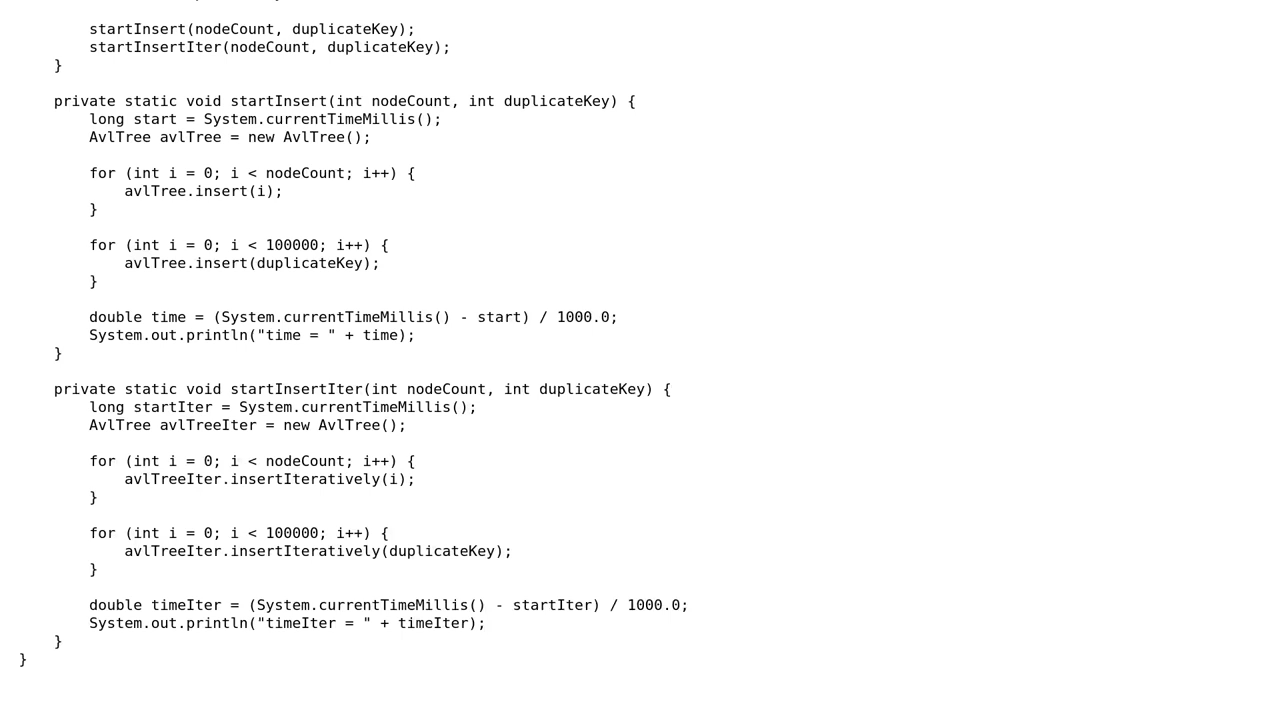 startInsert(nodeCount, duplicateKey);
        startInsertIter(nodeCount, duplicateKey);
    }

    private static void startInsert(int nodeCount, int duplicateKey) {
        long start = System.currentTimeMillis();
        AvlTree avlTree = new AvlTree();

        for (int i = 0; i < nodeCount; i++) {
            avlTree.insert(i);
        }

        for (int i = 0; i < 100000; i++) {
            avlTree.insert(duplicateKey);
        }

        double time = (System.currentTimeMillis() - start) / 1000.0;
        System.out.println("time = " + time);
    }

    private static void startInsertIter(int nodeCount, int duplicateKey) {
        long startIter = System.currentTimeMillis();
        AvlTree avlTreeIter = new AvlTree();

        for (int i = 0; i < nodeCount; i++) {
            avlTreeIter.insertIteratively(i);
        }

        for (int i = 0; i < 100000; i++) {
            avlTreeIter.insertIteratively(duplicateKey);
        }

        double timeIter = (System.currentTimeMillis() - startIter) / 1000.0;
        System.out.println("timeIter = " + timeIter);
    }
}